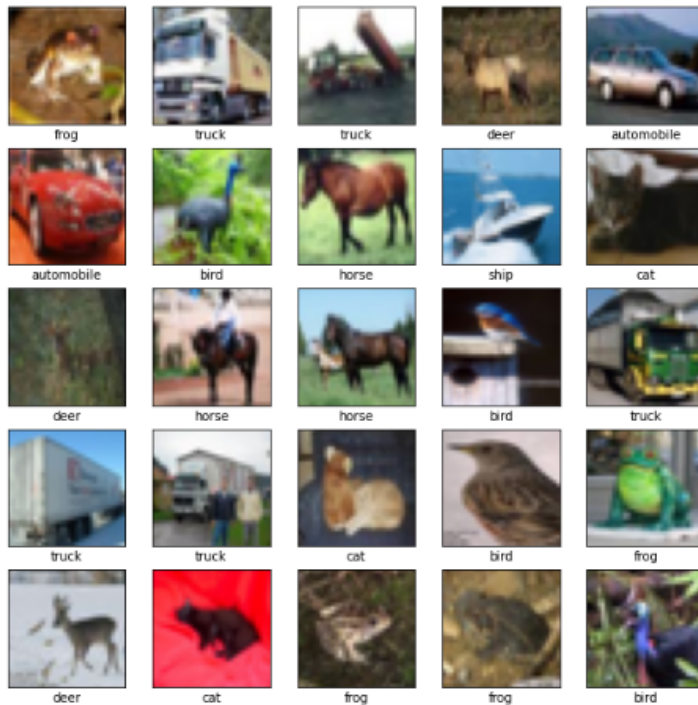 frog truck truck deer automobile
automobile bird horse ship cat
deer horse horse bird truck
truck truck cat bird frog
deer cat frog frog bird